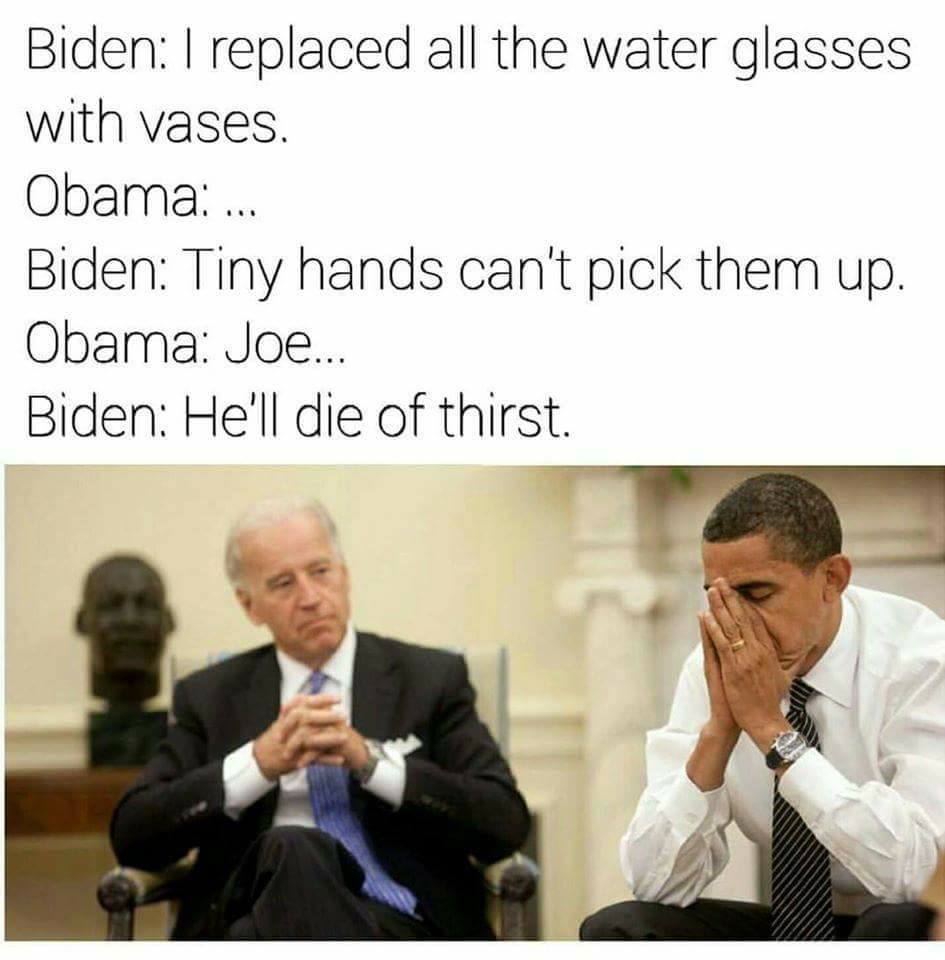 Biden: I replaced all the water glasses
with vases.
Obama: ...
Biden: Tiny hands can't pick them up.
Obama: Joe...
Biden: He'll die of thirst.